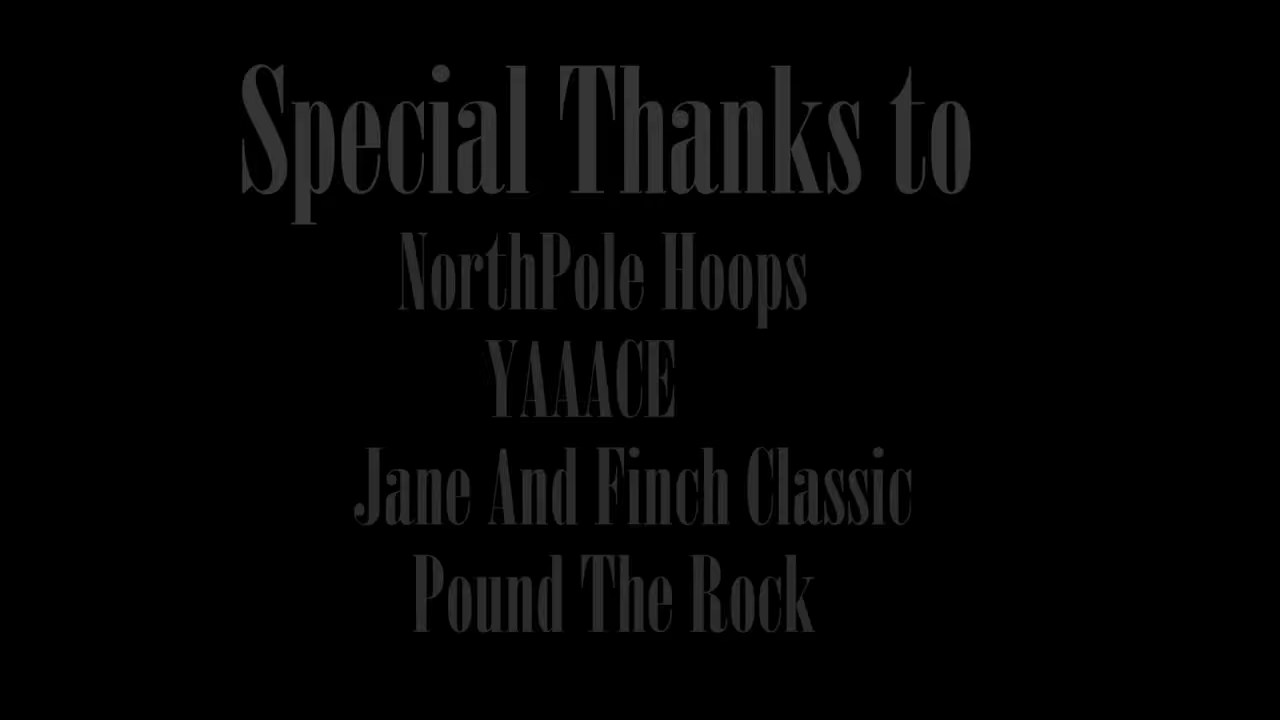 Special Thanks to
NorthPole Hoops
YAAACE
Jane And Finch Classic
Pound The Rock